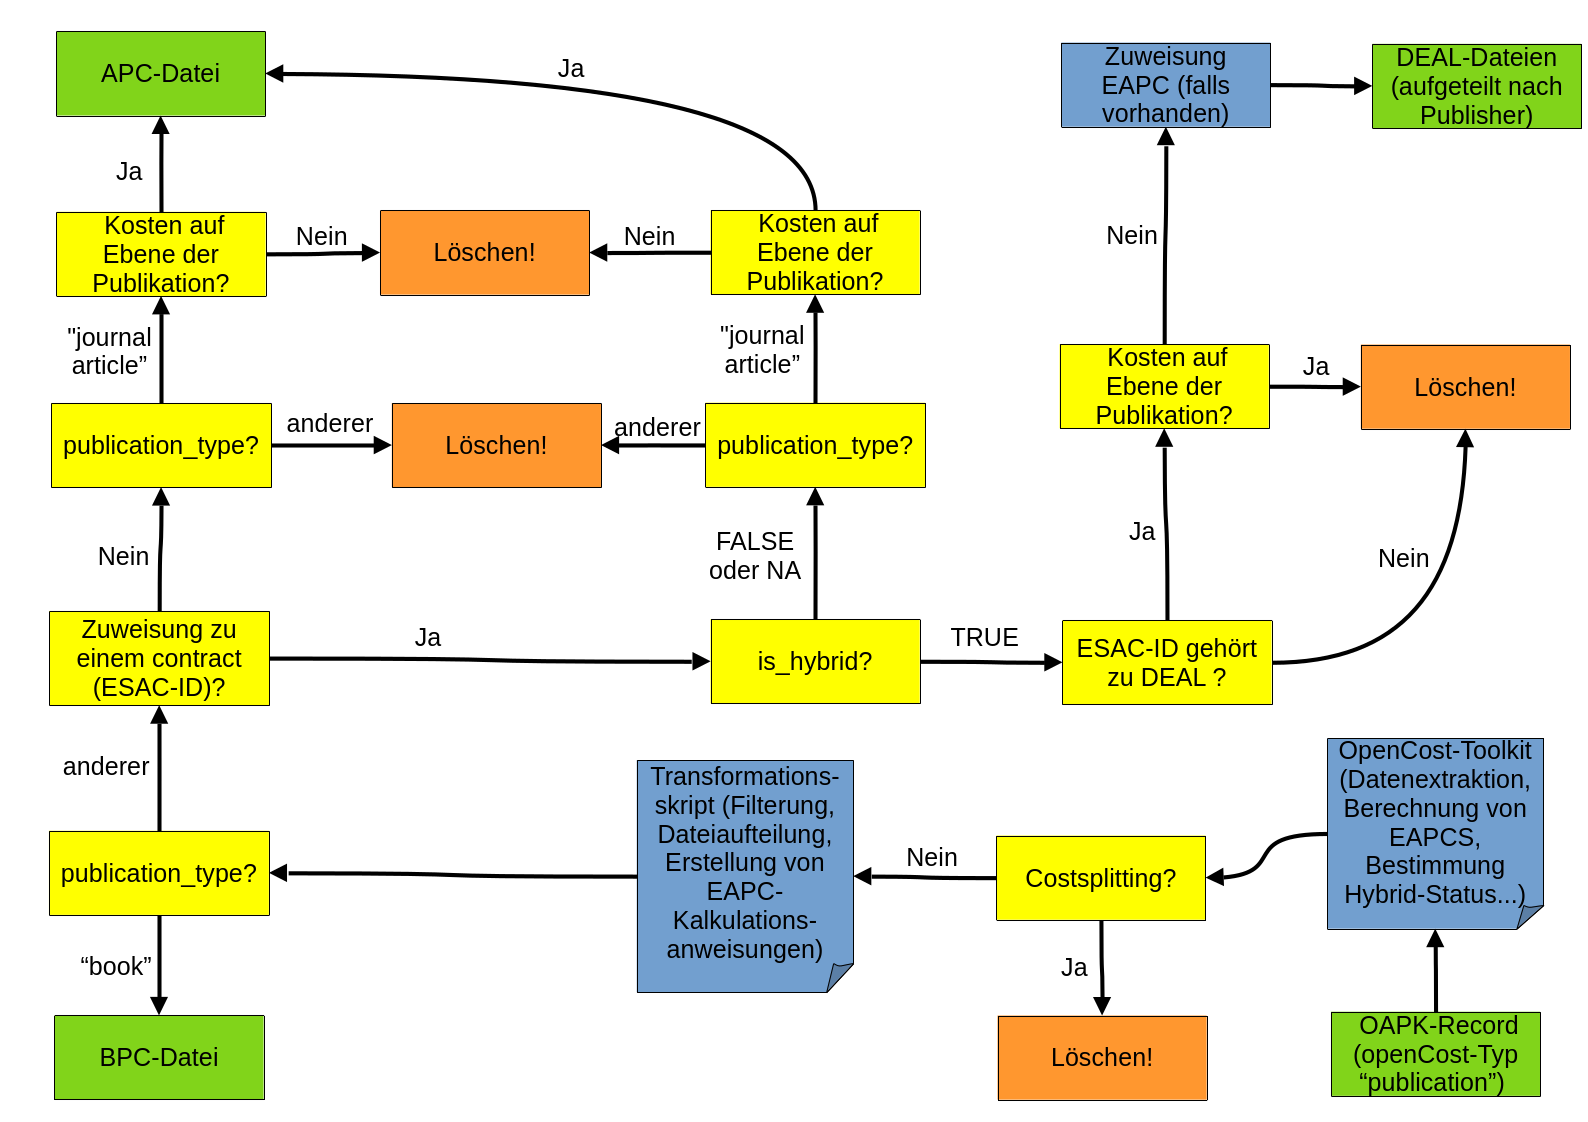 APC-Datei
Ja
Zuweisung
EAPC (falls
vorhanden)
DEAL-Dateien
(aufgeteilt nach
Publisher)
Ja
Kosten auf
Ebene der
Publikation?
Nein
Löschen!
Nein
Kosten auf
Ebene der
Publikation?
Nein
"journal
article”
"journal
article”
Kosten auf
Ebene der
Publikation?
Ja
Löschen!
publication_type?
anderer
Löschen!
anderer
publication_type?
Nein
FALSE
oder NA
Ja
Nein
Zuweisung zu
einem contract
(ESAC-ID)?
Ja
is_hybrid?
TRUE
ESAC-ID gehört
zu DEAL ?
anderer
Transformations-
skript (Filterung,
Dateiaufteilung,
Erstellung von
EAPC-
Kalkulations-
anweisungen)
Nein
Costsplitting?
OpenCost-Toolkit
(Datenextraktion,
Berechnung von
EAPCS,
Bestimmung
Hybrid-Status...)
publication_type?
“book”
Ja
BPC-Datei
Löschen!
OAPK-Record
(openCost-Typ
“publication”)